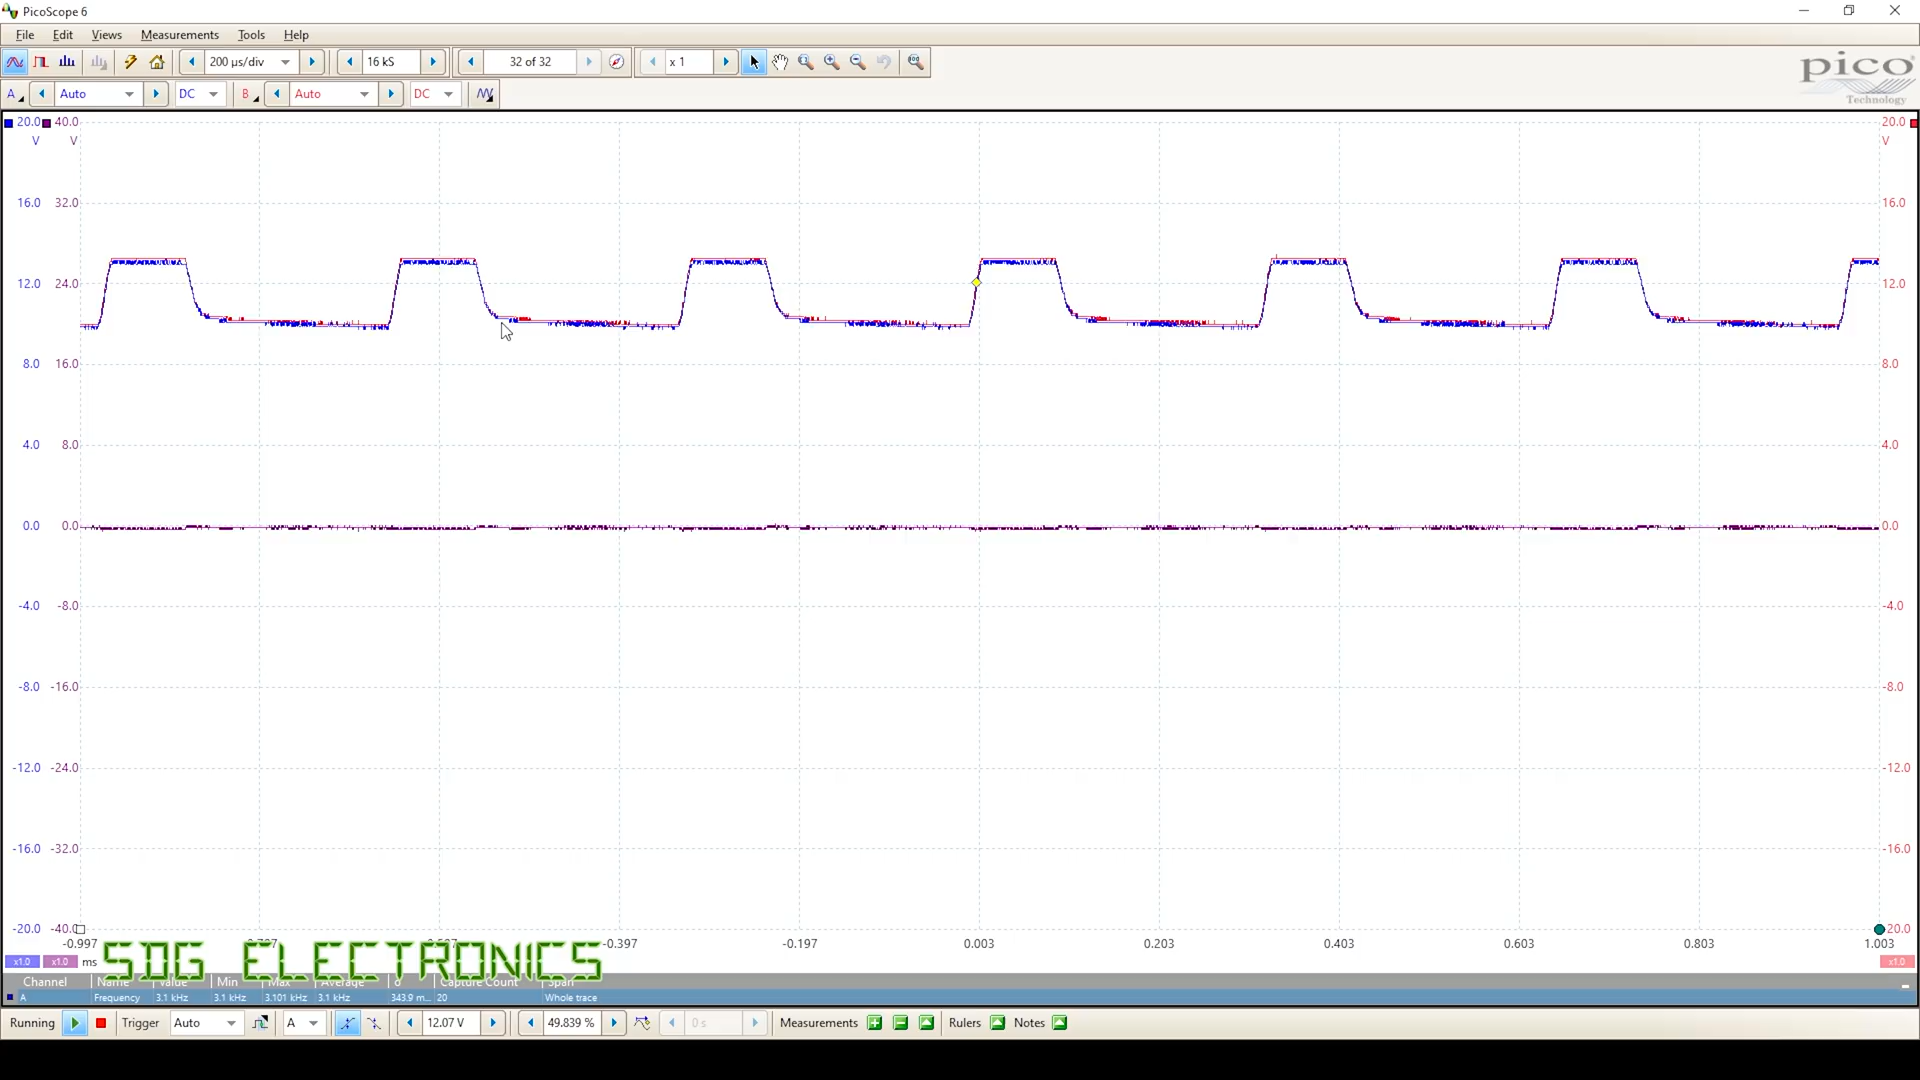 PicoScope 6
File Edit Views Measurements Tools Help
200 µs/div 16 kS 32 of 32 x 1
A Auto DC B Auto DC
pico
Technology
20.0 40.0 20.0
V V V
16.0 32.0 16.0
12.0 24.0 12.0
8.0 16.0 8.0
4.0 8.0 4.0
0.0 0.0 0.0
-4.0 -8.0 -4.0
-8.0 -16.0 -8.0
-12.0 -24.0 -12.0
-16.0 -32.0 -16.0
-20.0 -40.0 20.0
-0.997 -0.397 -0.197 0.003 0.203 0.403 0.603 0.803 1.003
x1.0 x1.0 ms x1.0
SDG ELECTRONICS
Channel Name Value Min Max Average σ Capture Count Span
A Frequency 3.1 kHz 3.1 kHz 3.101 kHz 3.1 kHz 343.9 m... 20 Whole trace
Running Trigger Auto A 12.07 V 49.839 % 0 s Measurements Rulers Notes